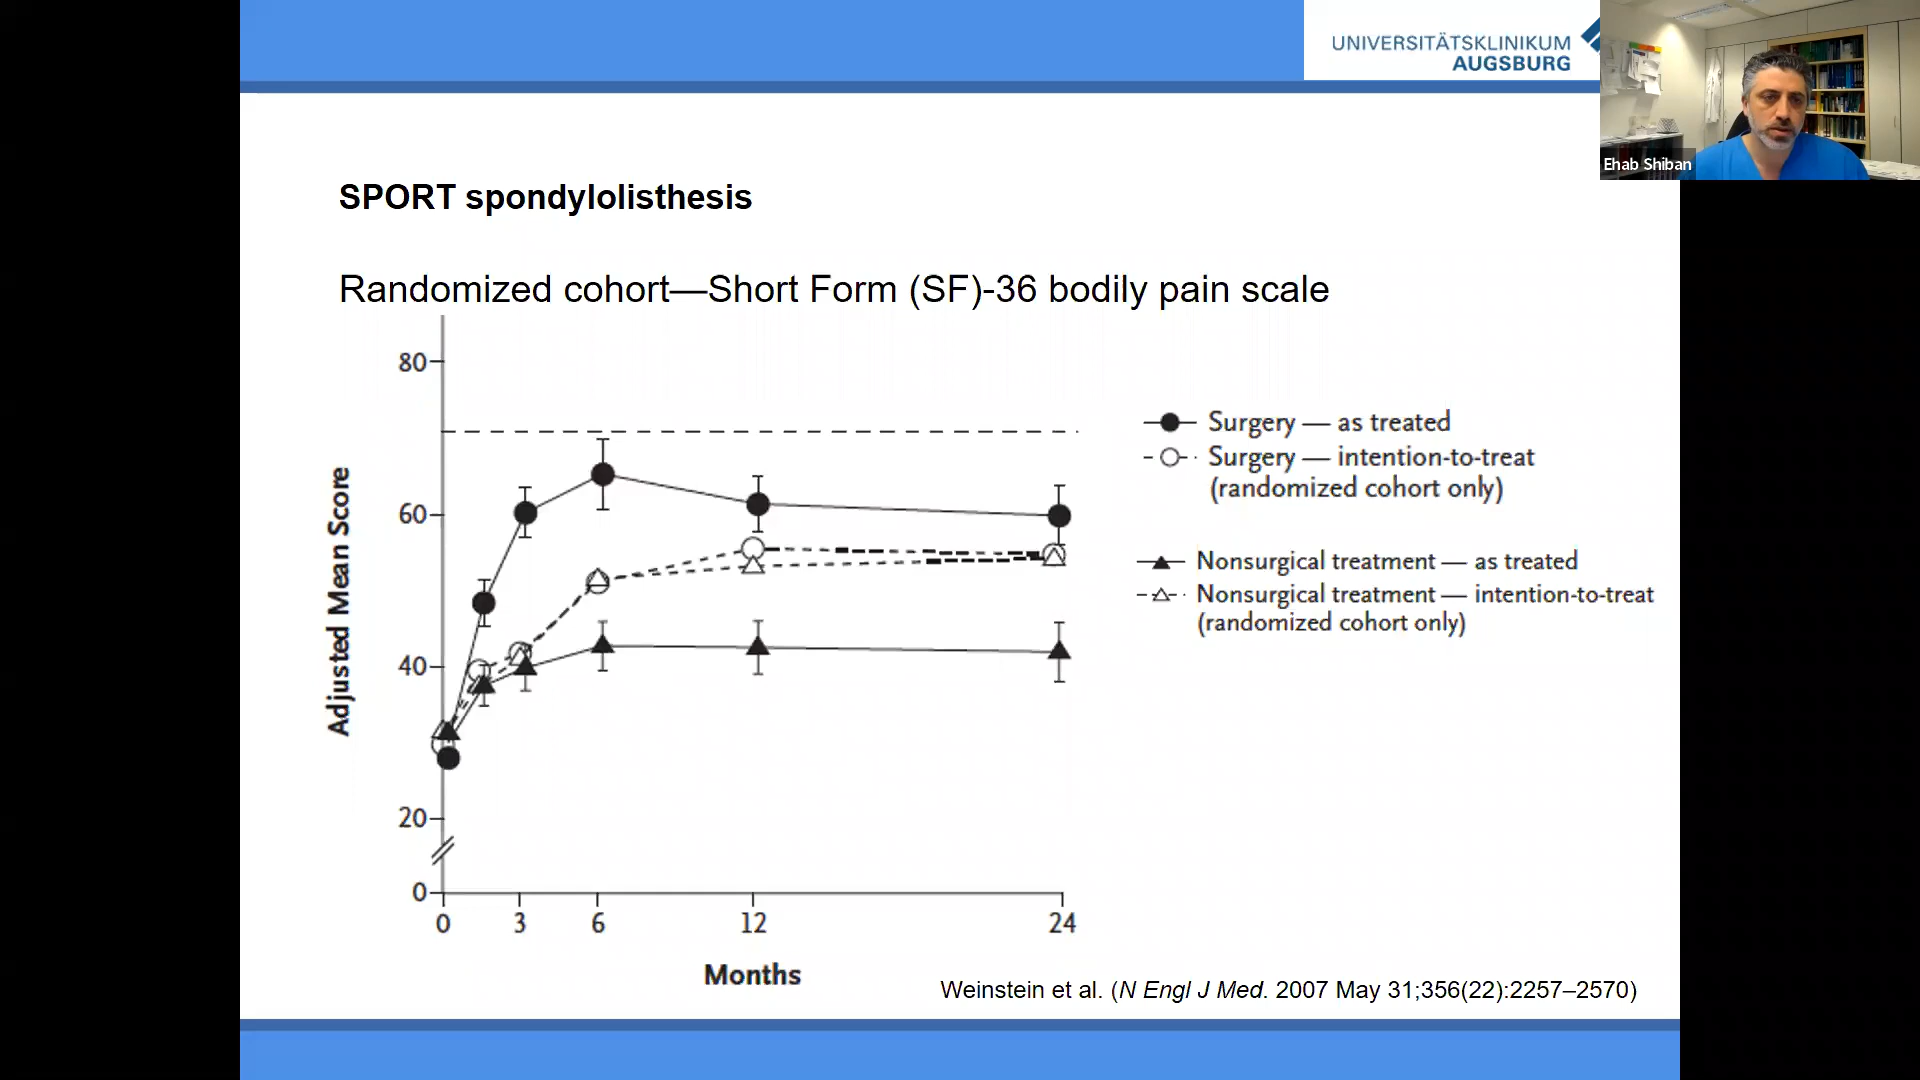 UNIVERSITÄTSKLINIKUM
AUGSBURG
Ehab Shiban
SPORT spondylolisthesis
Randomized cohort—Short Form (SF)-36 bodily pain scale
80
60
40
20
0
Adjusted Mean Score
0 3 6 12 24
Months
Surgery — as treated
Surgery — intention-to-treat
(randomized cohort only)
Nonsurgical treatment — as treated
Nonsurgical treatment — intention-to-treat
(randomized cohort only)
Weinstein et al. (N Engl J Med. 2007 May 31;356(22):2257–2570)